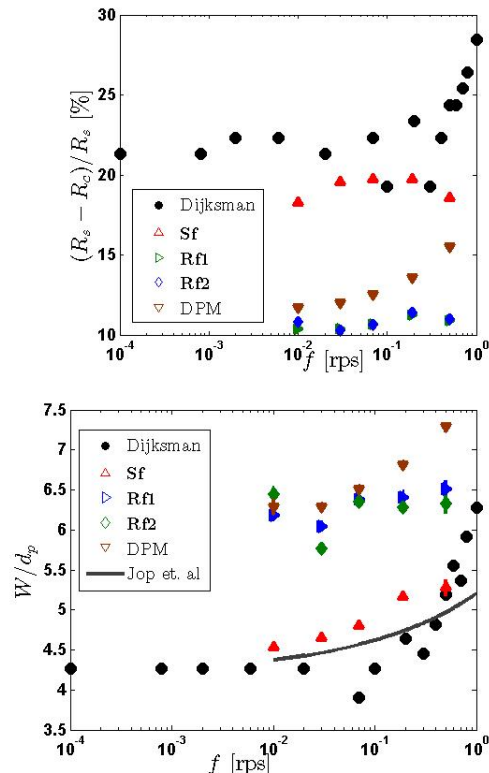 30
25
20
15
10
(R_s − R_c)/R_s [%]
Dijksman
Sf
Rf1
Rf2
DPM
10^-4 10^-3 10^-2 10^-1 10^0
f [rps]
7.5
7
6.5
6
5.5
5
4.5
4
3.5
W/d_p
Dijksman
Sf
Rf1
Rf2
DPM
Jop et. al
10^-4 10^-3 10^-2 10^-1 10^0
f [rps]